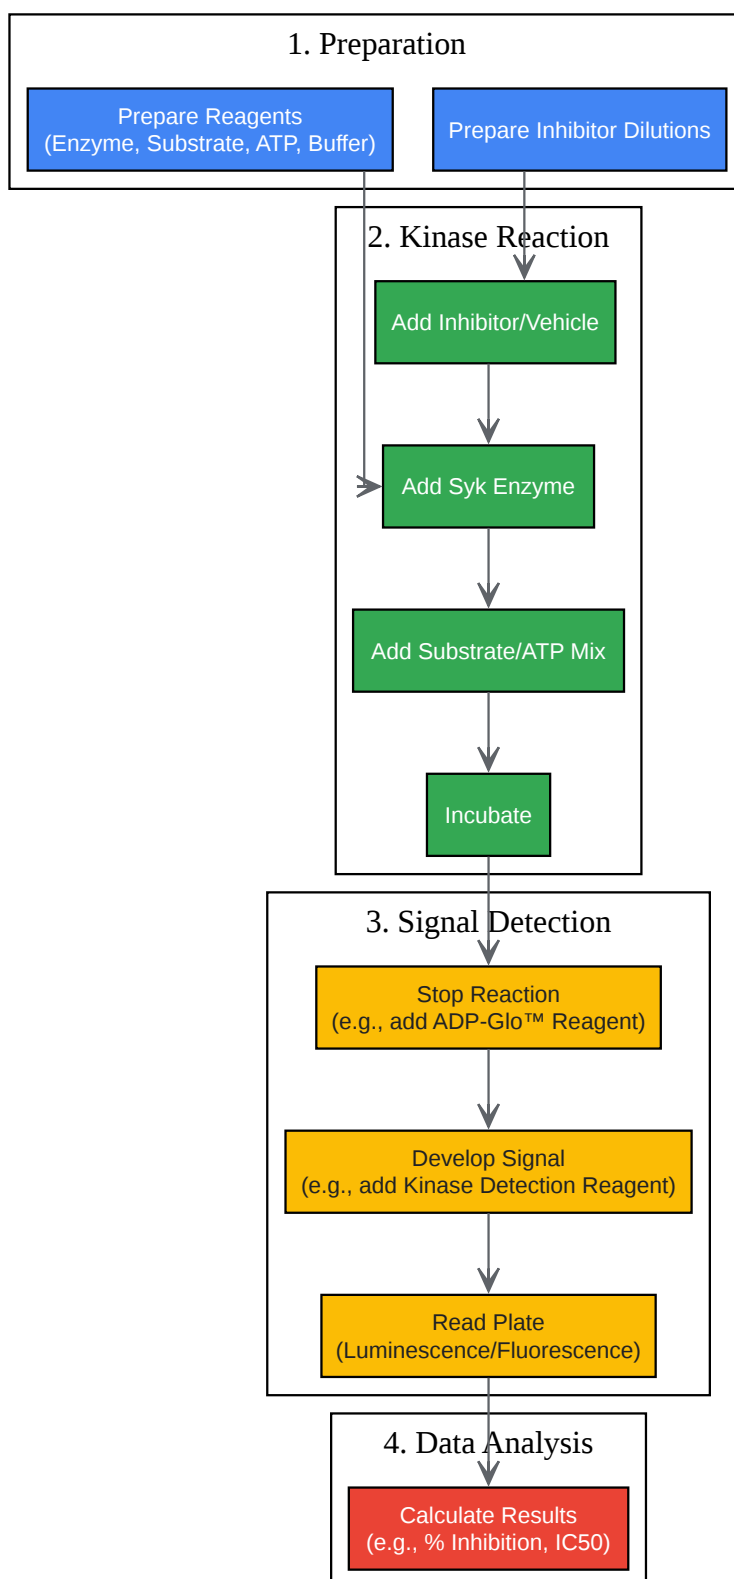 1. Preparation
Prepare Reagents
(Enzyme, Substrate, ATP, Buffer)
Prepare Inhibitor Dilutions
2. Kinase Reaction
Add Inhibitor/Vehicle
Add Syk Enzyme
Add Substrate/ATP Mix
Incubate
3. Signal Detection
Stop Reaction
(e.g., add ADP-Glo™ Reagent)
Develop Signal
(e.g., add Kinase Detection Reagent)
Read Plate
(Luminescence/Fluorescence)
4. Data Analysis
Calculate Results
(e.g., % Inhibition, IC50)